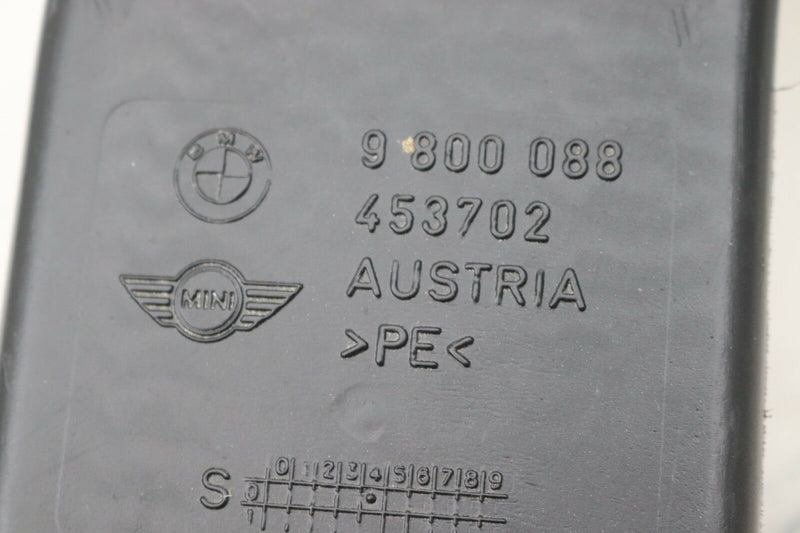 BMW
9 800 088
453702
MINI
AUSTRIA
>PE<
0 1 2 3 4 5 6 7 8 9
S 0
1